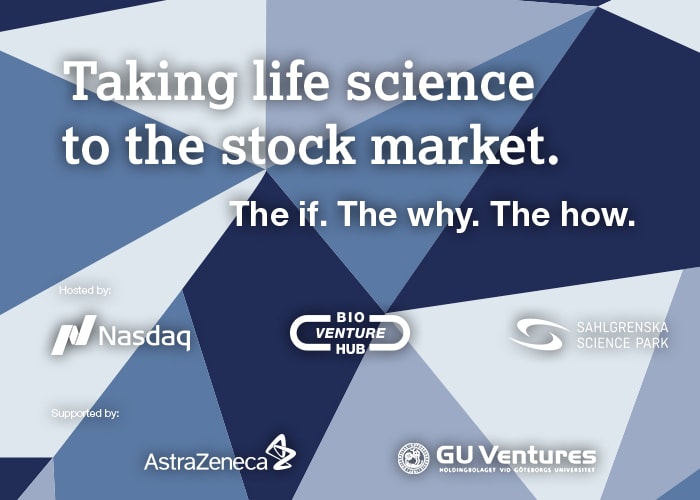 Taking life science
to the stock market.
The if. The why. The how.
Hosted by:
Nasdaq
BIO
VENTURE
HUB
SAHLGRENSKA
SCIENCE PARK
Supported by:
AstraZeneca
GU Ventures
HOLDINGBOLAGET VID GÖTEBORGS UNIVERSITET